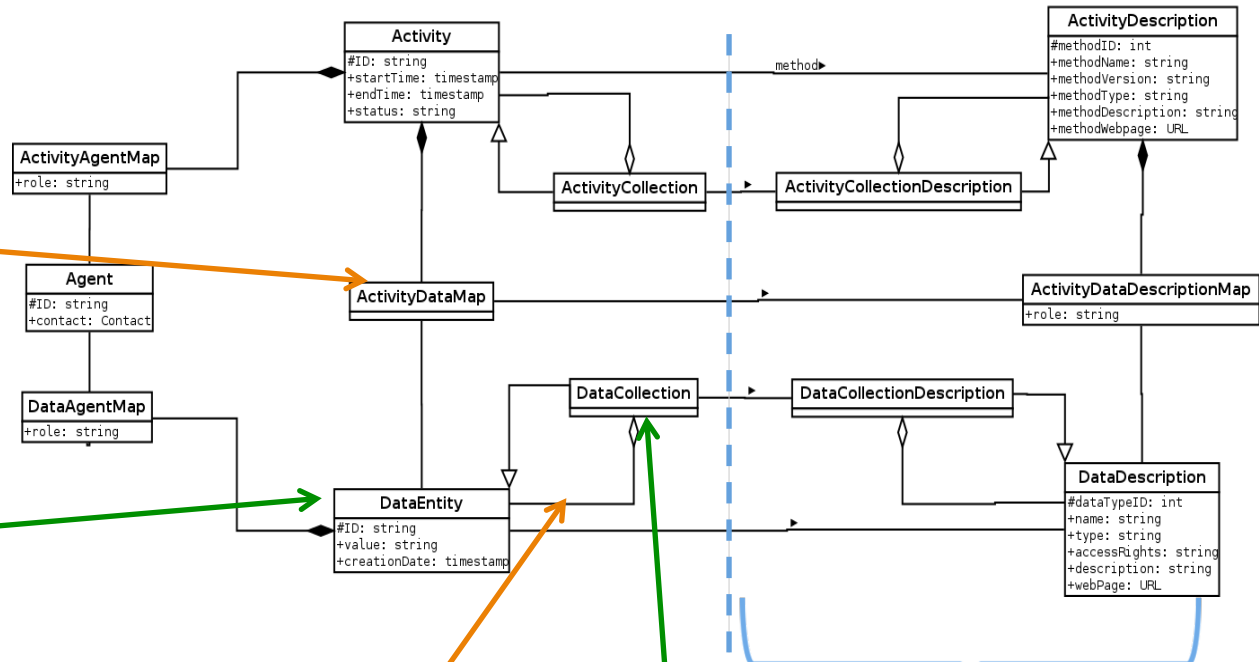 Activity
#ID: string
+startTime: timestamp
+endTime: timestamp
+status: string
method
ActivityDescription
#methodID: int
+methodName: string
+methodVersion: string
+methodType: string
+methodDescription: string
+methodWebpage: URL
ActivityAgentMap
+role: string
ActivityCollection
ActivityCollectionDescription
Agent
#ID: string
+contact: Contact
ActivityDataMap
ActivityDataDescriptionMap
+role: string
DataAgentMap
+role: string
DataCollection
DataCollectionDescription
DataEntity
#ID: string
+value: string
+creationDate: timestamp
DataDescription
#dataTypeID: int
+name: string
+type: string
+accessRights: string
+description: string
+webPage: URL